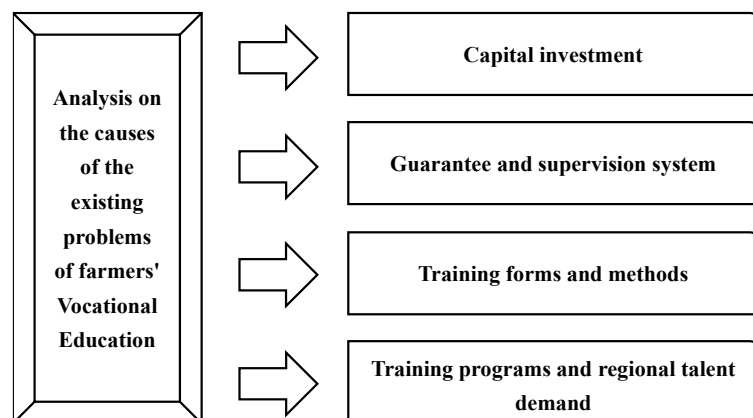 Analysis on
the causes
of the
existing
problems
of farmers'
Vocational
Education
Capital investment
Guarantee and supervision system
Training forms and methods
Training programs and regional talent
demand